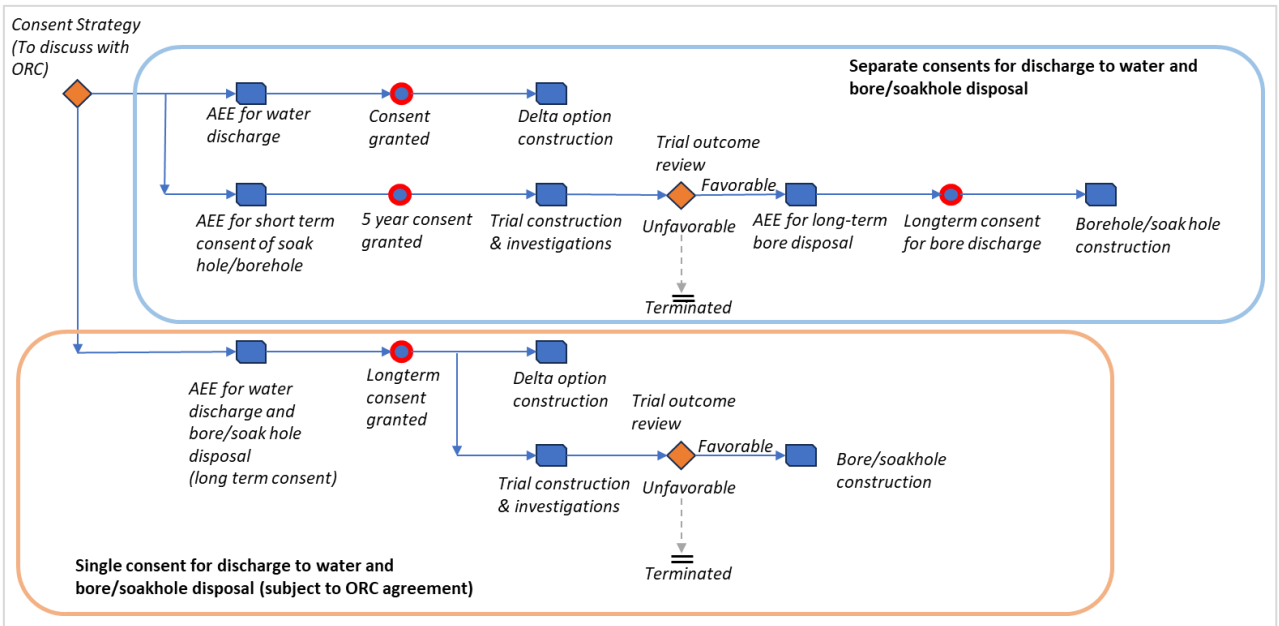 Consent Strategy
(To discuss with
ORC)
Separate consents for discharge to water and
bore/soakhole disposal
AEE for water
discharge
Consent
granted
Delta option
construction
Trial outcome
review
Favorable
AEE for short term
consent of soak
hole/borehole
5 year consent
granted
Trial construction
& investigations
Unfavorable
AEE for long-term
bore disposal
Longterm consent
for bore discharge
Borehole/soak hole
construction
Terminated
AEE for water
discharge and
bore/soak hole
disposal
(long term consent)
Longterm
consent
granted
Delta option
construction
Trial outcome
review
Favorable
Trial construction
& investigations
Unfavorable
Bore/soakhole
construction
Terminated
Single consent for discharge to water and
bore/soakhole disposal (subject to ORC agreement)